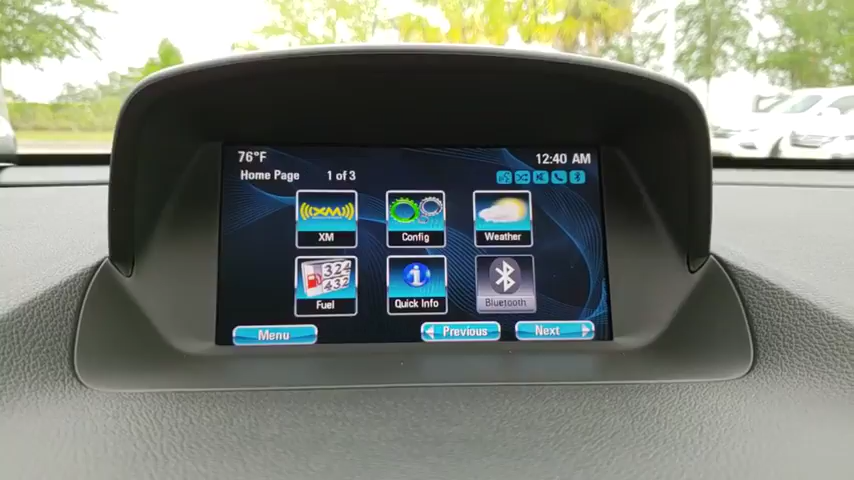 76°F 12:40 AM
Home Page 1 of 3
XM
XM Config Weather
324
432
Fuel Quick Info Bluetooth
Menu Previous Next